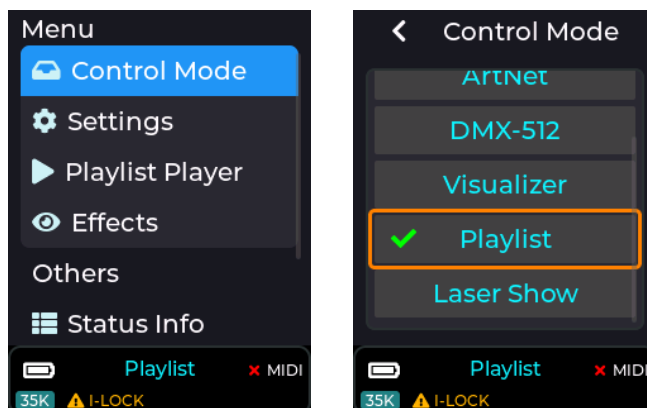 Menu
Control Mode
Settings
Playlist Player
Effects
Others
Status Info
Playlist
MIDI
35K
I-LOCK
Control Mode
ArtNet
DMX-512
Visualizer
Playlist
Laser Show
Playlist
MIDI
35K
I-LOCK